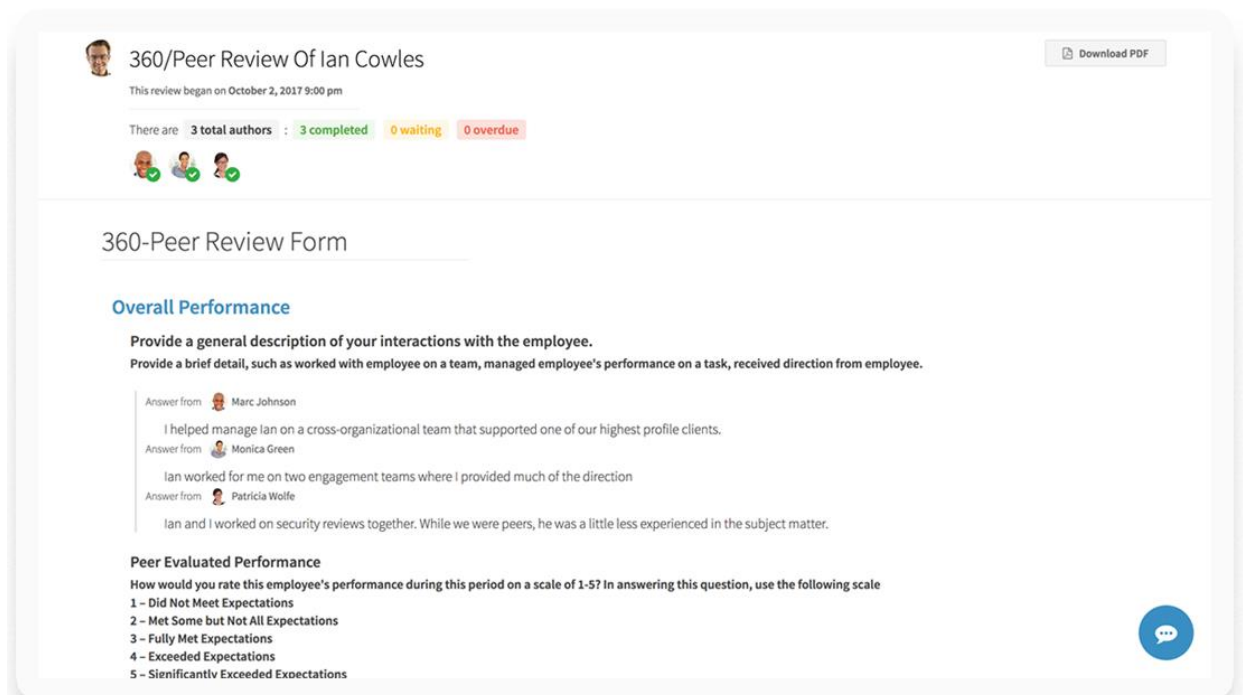 360/Peer Review Of Ian Cowles
Download PDF
This review began on October 2, 2017 9:00 pm
There are 3 total authors : 3 completed 0 waiting 0 overdue
360-Peer Review Form
Overall Performance
Provide a general description of your interactions with the employee.
Provide a brief detail, such as worked with employee on a team, managed employee's performance on a task, received direction from employee.
Answer from Marc Johnson
I helped manage Ian on a cross-organizational team that supported one of our highest profile clients.
Answer from Monica Green
Ian worked for me on two engagement teams where I provided much of the direction
Answer from Patricia Wolfe
Ian and I worked on security reviews together. While we were peers, he was a little less experienced in the subject matter.
Peer Evaluated Performance
How would you rate this employee's performance during this period on a scale of 1-5? In answering this question, use the following scale
1 – Did Not Meet Expectations
2 – Met Some but Not All Expectations
3 – Fully Met Expectations
4 – Exceeded Expectations
5 – Significantly Exceeded Expectations